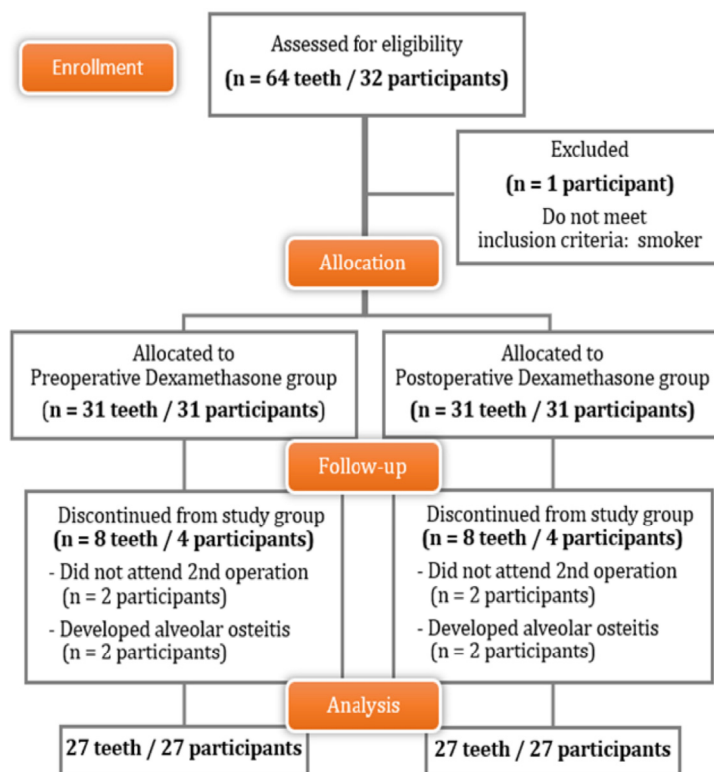 Enrollment
Assessed for eligibility
(n = 64 teeth / 32 participants)
Excluded
(n = 1 participant)
Do not meet
inclusion criteria: smoker
Allocation
Allocated to
Preoperative Dexamethasone group
(n = 31 teeth / 31 participants)
Allocated to
Postoperative Dexamethasone group
(n = 31 teeth / 31 participants)
Follow-up
Discontinued from study group
(n = 8 teeth / 4 participants)
- Did not attend 2nd operation
(n = 2 participants)
- Developed alveolar osteitis
(n = 2 participants)
Discontinued from study group
(n = 8 teeth / 4 participants)
- Did not attend 2nd operation
(n = 2 participants)
- Developed alveolar osteitis
(n = 2 participants)
Analysis
27 teeth / 27 participants
27 teeth / 27 participants